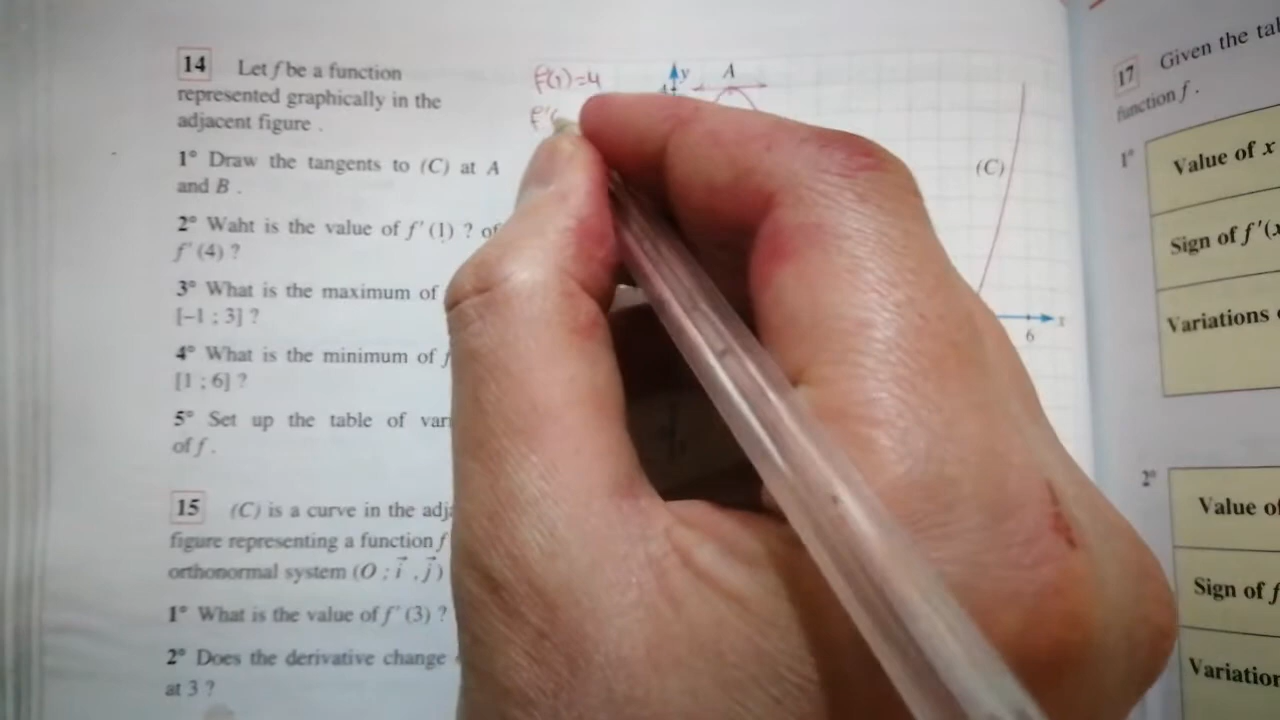 14 Let f be a function
represented graphically in the
adjacent figure .
1° Draw the tangents to (C) at A
and B .
2° Waht is the value of f' (1) ? of
f' (4) ?
3° What is the maximum of
[–1 ; 3] ?
4° What is the minimum of f
[1 ; 6] ?
5° Set up the table of
of f .
15 (C) is a curve in the
figure representing a function f
orthonormal system (O ; i , j)
1° What is the value of f' (3) ?
2° Does the derivative change
at 3 ?
f(1)=4
f'(
y
A
4
(C)
x
6
17 Given the
function f .
1°
Value of x
Sign of f'(x
Variations
2°
Value of
Sign of f
Variation